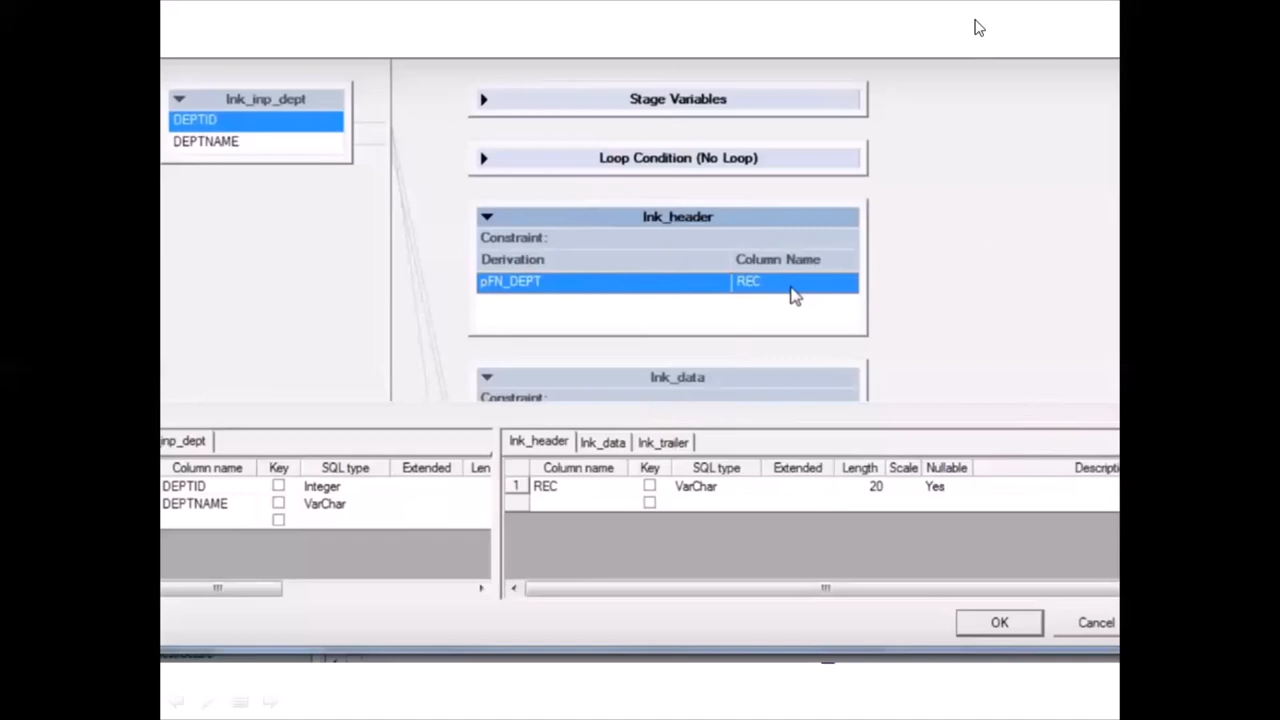 lnk_inp_dept
DEPTID
DEPTNAME
Stage Variables
Loop Condition (No Loop)
lnk_header
Constraint:
Derivation Column Name
pFN_DEPT REC
lnk_data
Constraint:
inp_dept
Column name Key SQL type Extended Len
DEPTID Integer
DEPTNAME VarChar
lnk_header lnk_data lnk_trailer
Column name Key SQL type Extended Length Scale Nullable Descripti
1 REC VarChar 20 Yes
OK Cancel